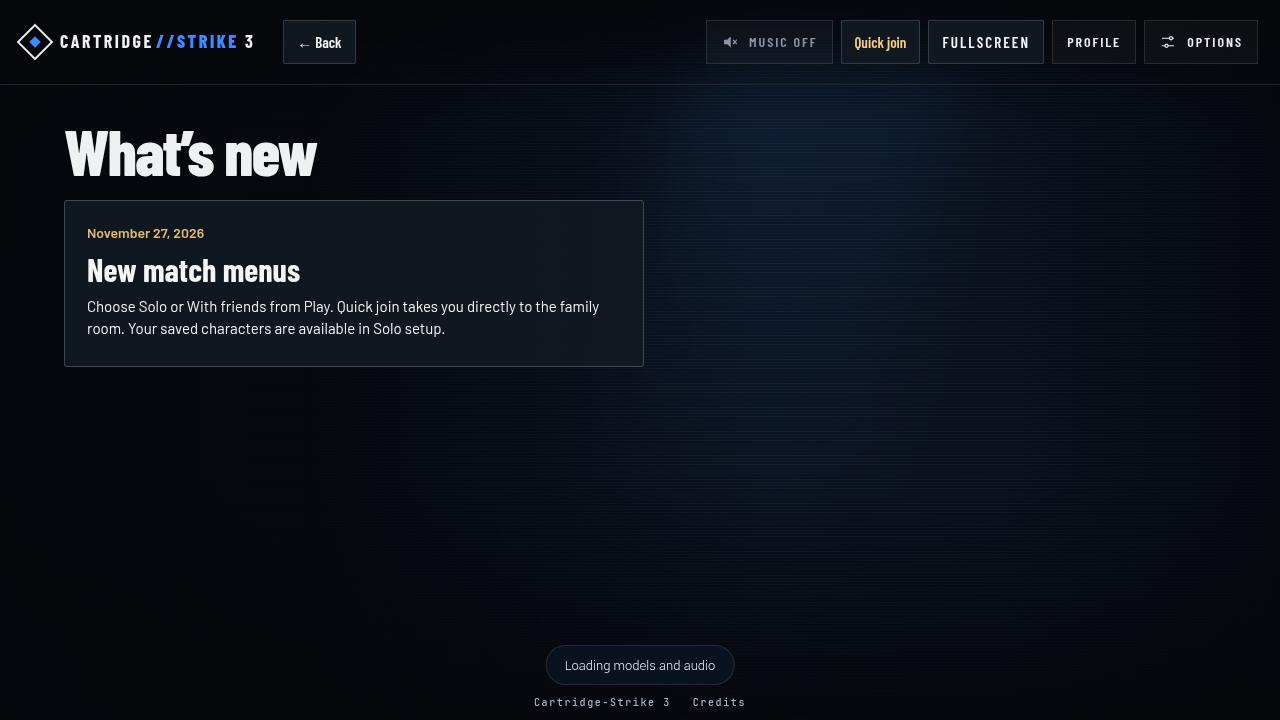 CARTRIDGE//STRIKE 3
← Back
MUSIC OFF
Quick join
FULLSCREEN
PROFILE
OPTIONS
What's new
November 27, 2026
New match menus
Choose Solo or With friends from Play. Quick join takes you directly to the family
room. Your saved characters are available in Solo setup.
Loading models and audio
Cartridge-Strike 3 Credits